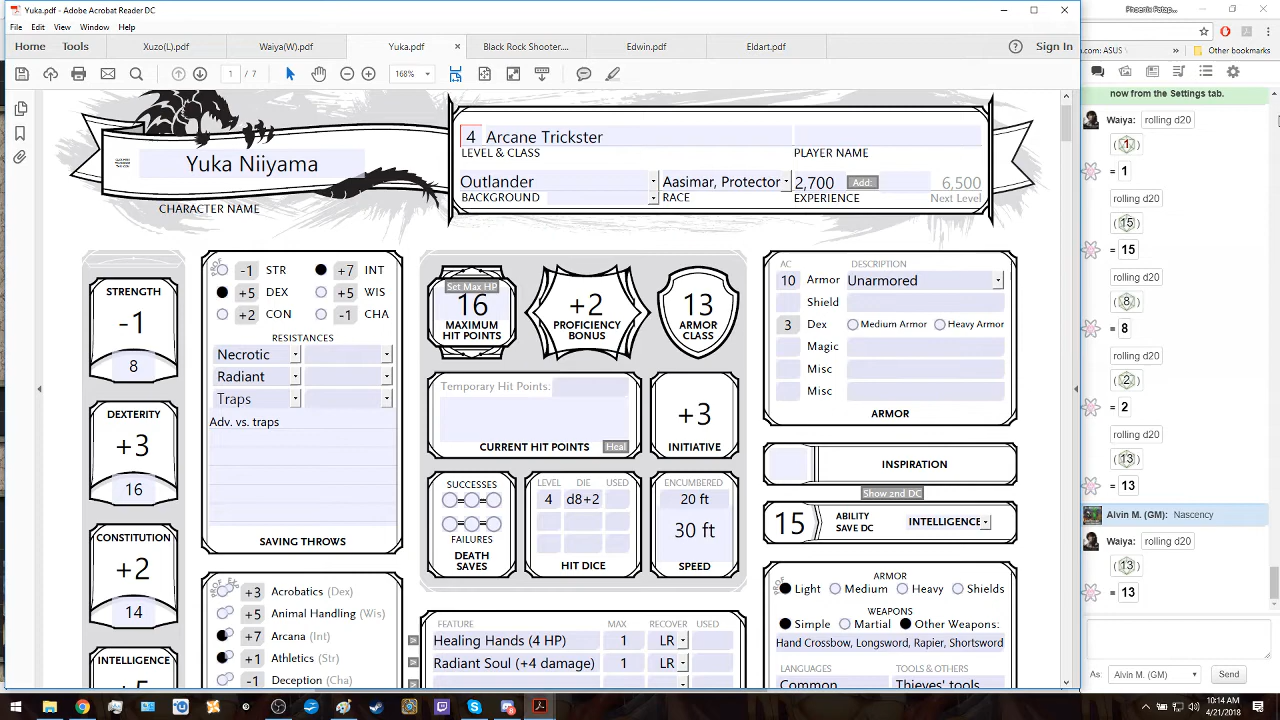 Yuka.pdf - Adobe Acrobat Reader DC
File Edit View Window Help
Home Tools Xuzo(L).pdf Waiya(W).pdf Yuka.pdf × Black Rock Shooter.... Edwin.pdf Eldart.pdf Sign In
1 / 7 168%
4 Arcane Trickster
LEVEL & CLASS PLAYER NAME
Yuka Niiyama
CHARACTER NAME
Outlander Aasimar, Protector 2,700 Add: 6,500
BACKGROUND RACE EXPERIENCE Next Level
STRENGTH
-1
8
DEXTERITY
+3
16
CONSTITUTION
+2
14
INTELLIGENCE
-1 STR +7 INT
+5 DEX +5 WIS
+2 CON -1 CHA
RESISTANCES
Necrotic
Radiant
Traps
Adv. vs. traps
SAVING THROWS
+3 Acrobatics (Dex)
+5 Animal Handling (Wis)
+7 Arcana (Int)
+1 Athletics (Str)
-1 Deception (Cha)
Set Max HP
16
MAXIMUM
HIT POINTS
+2
PROFICIENCY
BONUS
13
ARMOR
CLASS
Temporary Hit Points:
CURRENT HIT POINTS Heal
+3
INITIATIVE
SUCCESSES
FAILURES
DEATH
SAVES
LEVEL DIE USED
4 d8+2
HIT DICE
ENCUMBERED
20 ft
30 ft
SPEED
FEATURE MAX USED
Healing Hands (4 HP) 1 LR
Radiant Soul (+4 damage) 1 LR
AC DESCRIPTION
10 Armor Unarmored
Shield
3 Dex Medium Armor Heavy Armor
Magic
Misc
Misc
ARMOR
INSPIRATION
Show 2nd DC
15 ABILITY
SAVE DC INTELLIGENCE
ARMOR
Light Medium Heavy Shields
WEAPONS
Simple Martial Other Weapons:
Hand Crossbow, Longsword, Rapier, Shortsword
LANGUAGES TOOLS & OTHERS
Common Thieves' tools
.com: ASUS Other bookmarks
now from the Settings tab.
Waiya: rolling d20
(1)
= 1
rolling d20
(15)
= 15
rolling d20
(8)
= 8
rolling d20
(2)
= 2
rolling d20
(13)
= 13
Alvin M. (GM): Nascency
Waiya: rolling d20
(13)
= 13
As: Alvin M. (GM) Send
10:14 AM
4/21/2018